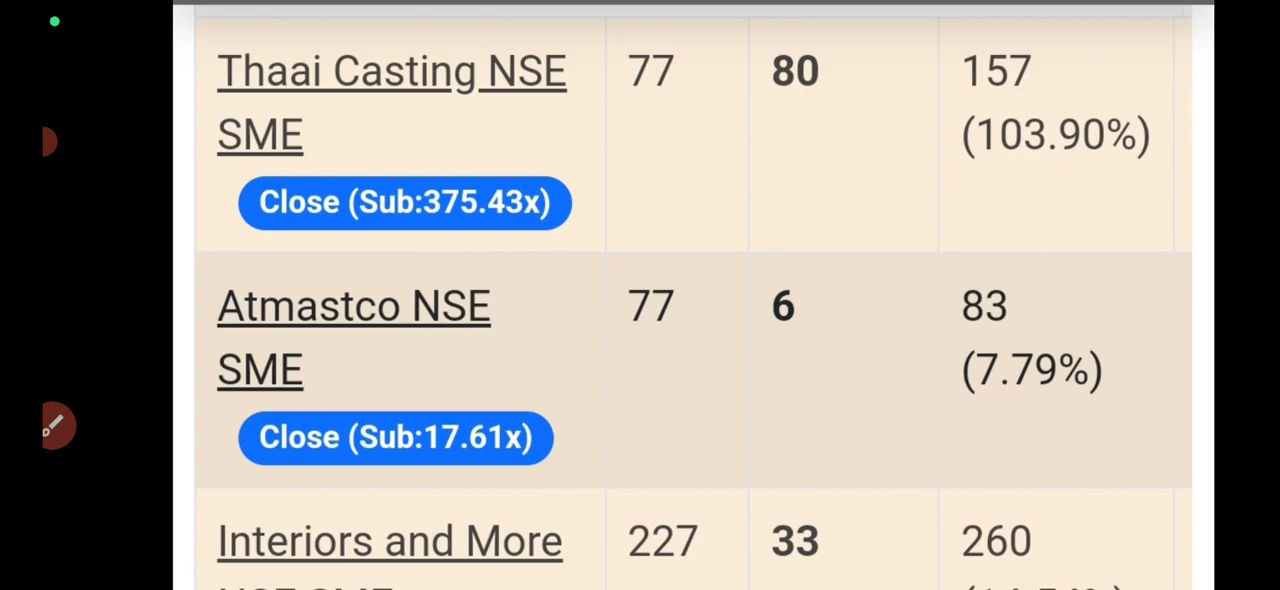 Thaai Casting NSE 77 80 157
SME (103.90%)
Close (Sub:375.43x)
Atmastco NSE 77 6 83
SME (7.79%)
Close (Sub:17.61x)
Interiors and More 227 33 260